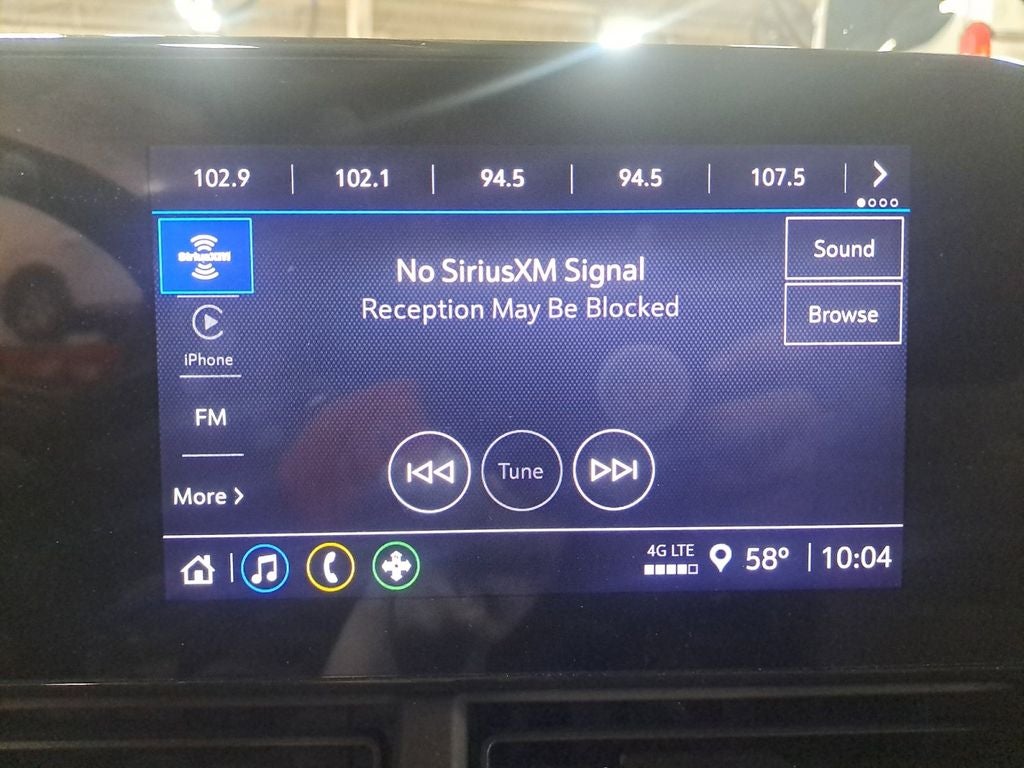 102.9 102.1 94.5 94.5 107.5
SiriusXM
No SiriusXM Signal
Reception May Be Blocked
Sound
Browse
iPhone
FM
More
Tune
4G LTE
58°
10:04